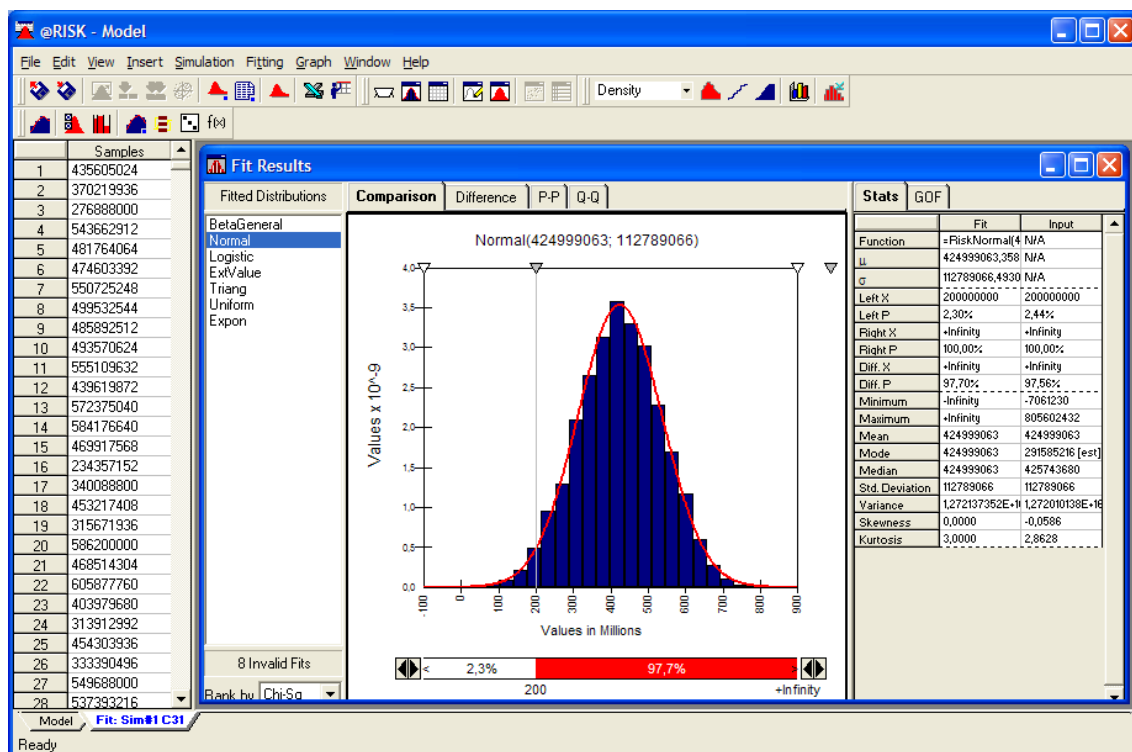 @RISK - Model
File Edit View Insert Simulation Fitting Graph Window Help
Density
f(x)
Samples
1 435605024
2 370219936
3 276888000
4 543662912
5 481764064
6 474603392
7 550725248
8 499532544
9 485892512
10 493570624
11 555109632
12 439619872
13 572375040
14 584176640
15 469917568
16 234357152
17 340088800
18 453217408
19 315671936
20 586200000
21 468514304
22 605877760
23 403979680
24 313912992
25 454303936
26 333390496
27 549688000
28 537393216
Fit Results
Fitted Distributions
BetaGeneral
Normal
Logistic
ExtValue
Triang
Uniform
Expon
8 Invalid Fits
Rank by Chi-Sq
Comparison Difference P-P Q-Q
Normal(424999063; 112789066)
Values x 10^-9
4,0
3,5
3,0
2,5
2,0
1,5
1,0
0,5
0,0
-100 0 100 200 300 400 500 600 700 800 900
Values in Millions
< 2,3% 97,7% >
200 +Infinity
Stats GOF
Fit Input
Function =RiskNormal(4 N/A
μ 424999063,358 N/A
σ 112789066,4930 N/A
Left X 200000000 200000000
Left P 2,30% 2,44%
Right X +Infinity +Infinity
Right P 100,00% 100,00%
Diff. X +Infinity +Infinity
Diff. P 97,70% 97,56%
Minimum -Infinity -7061230
Maximum +Infinity 805602432
Mean 424999063 424999063
Mode 424999063 291585216 [est]
Median 424999063 425743680
Std. Deviation 112789066 112789066
Variance 1,272137352E+1 1,272010138E+16
Skewness 0,0000 -0,0586
Kurtosis 3,0000 2,8628
Model Fit: Sim#1 C31
Ready